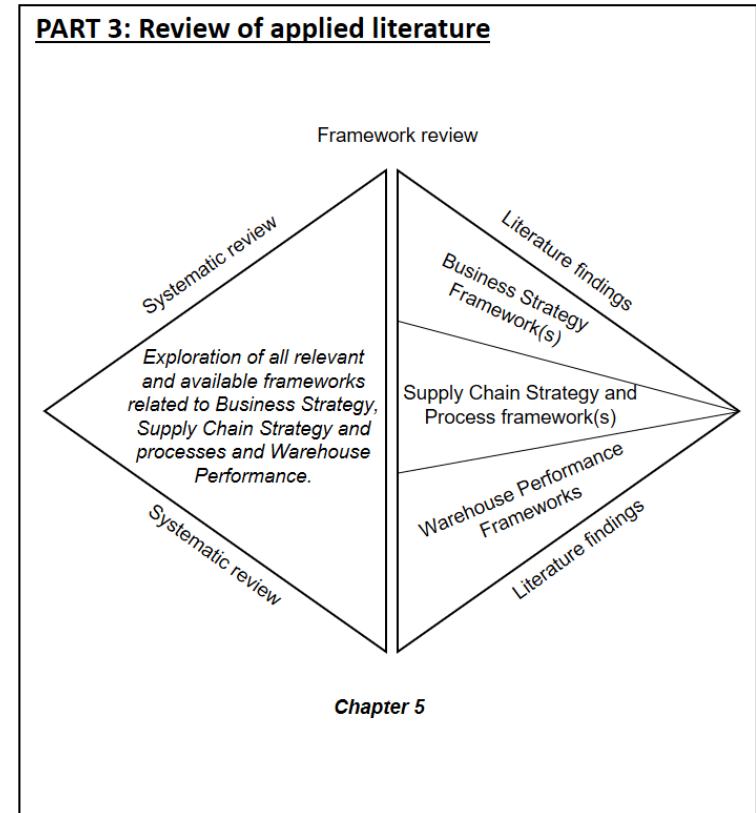 PART 3: Review of applied literature
Framework review
Systematic review
Literature findings
Business Strategy
Framework(s)
Exploration of all relevant
and available frameworks
related to Business Strategy,
Supply Chain Strategy and
processes and Warehouse
Performance.
Supply Chain Strategy and
Process framework(s)
Warehouse Performance
Frameworks
Systematic review
Literature findings
Chapter 5